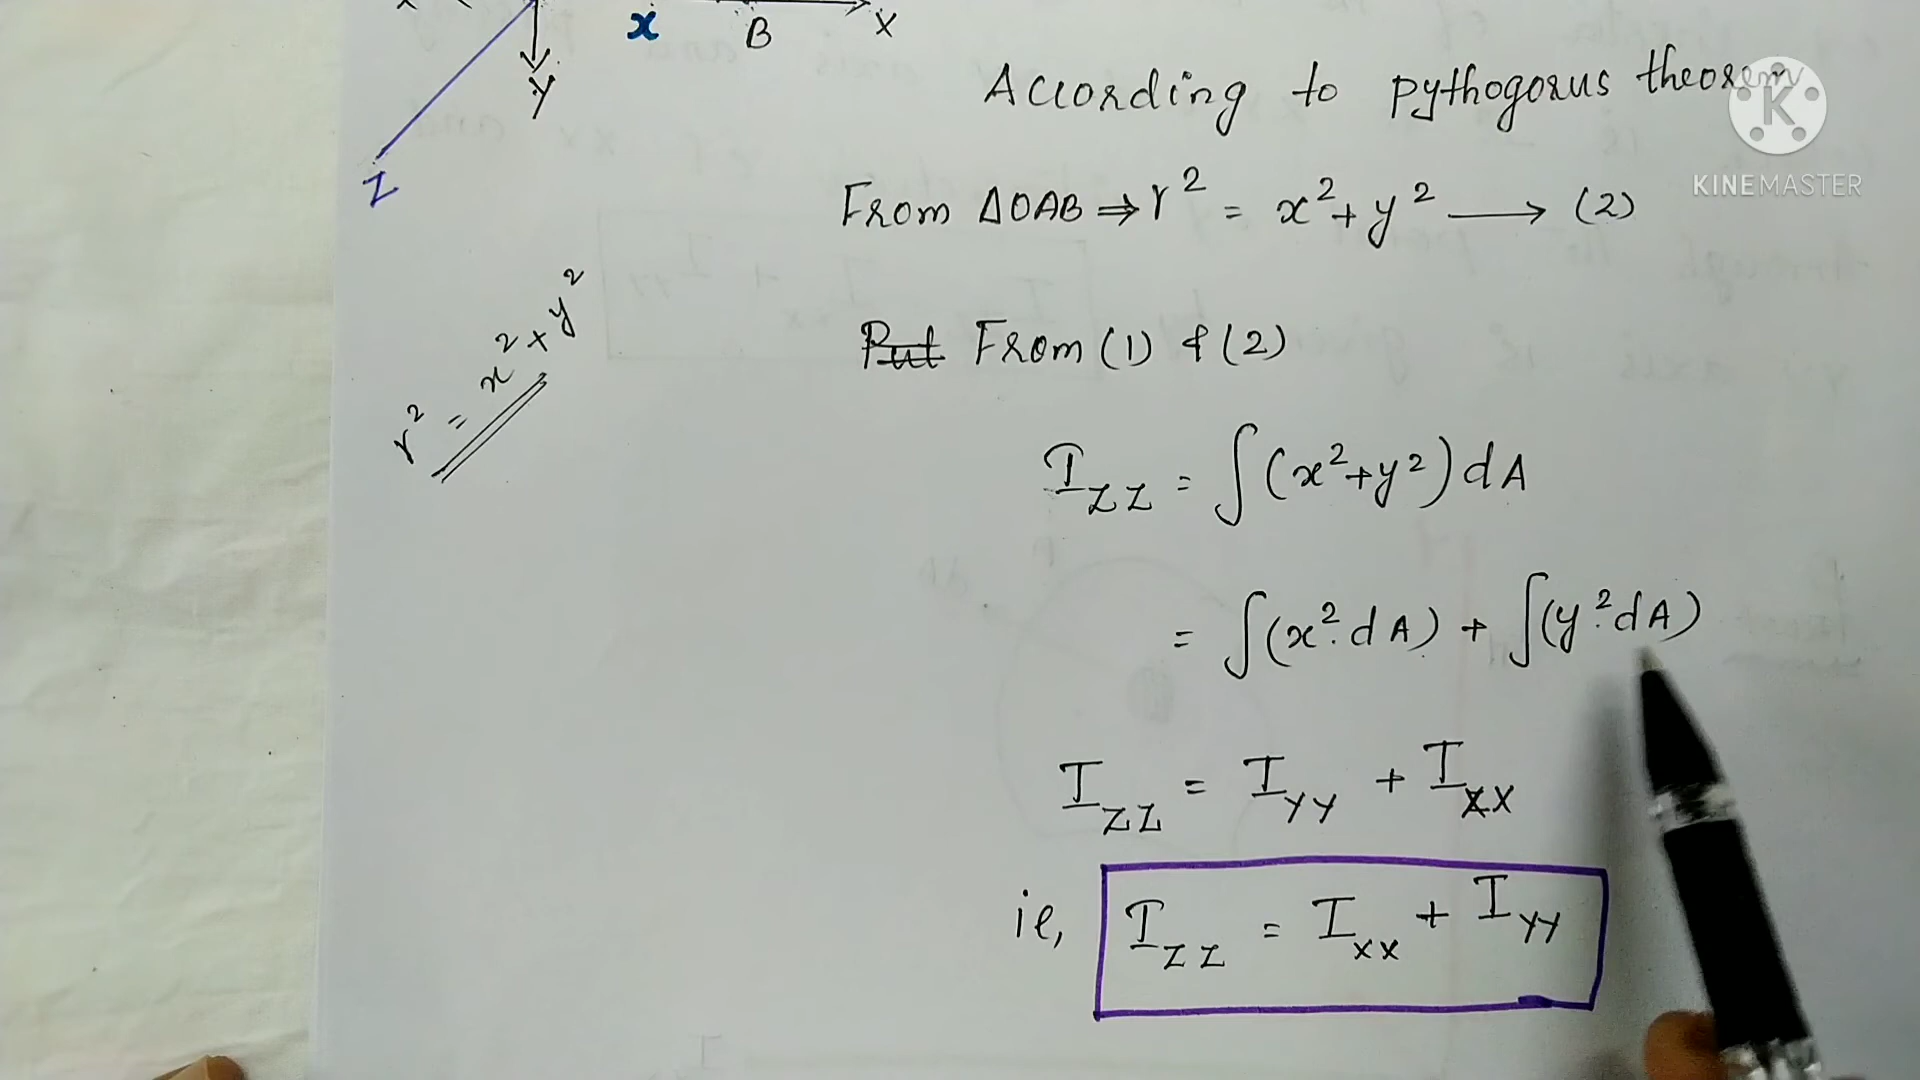 x B X
y
Z
ACCORDING to pythogorus theorem
K
KINEMASTER
From ΔOAB ⇒ r² = x² + y² ⟶ (2)
r² = x² + y²
Put From (1) & (2)
I_ZZ = ∫(x²+y²) dA
= ∫(x².dA) + ∫(y².dA)
I_ZZ = I_YY + I_XX
ie, I_ZZ = I_XX + I_YY